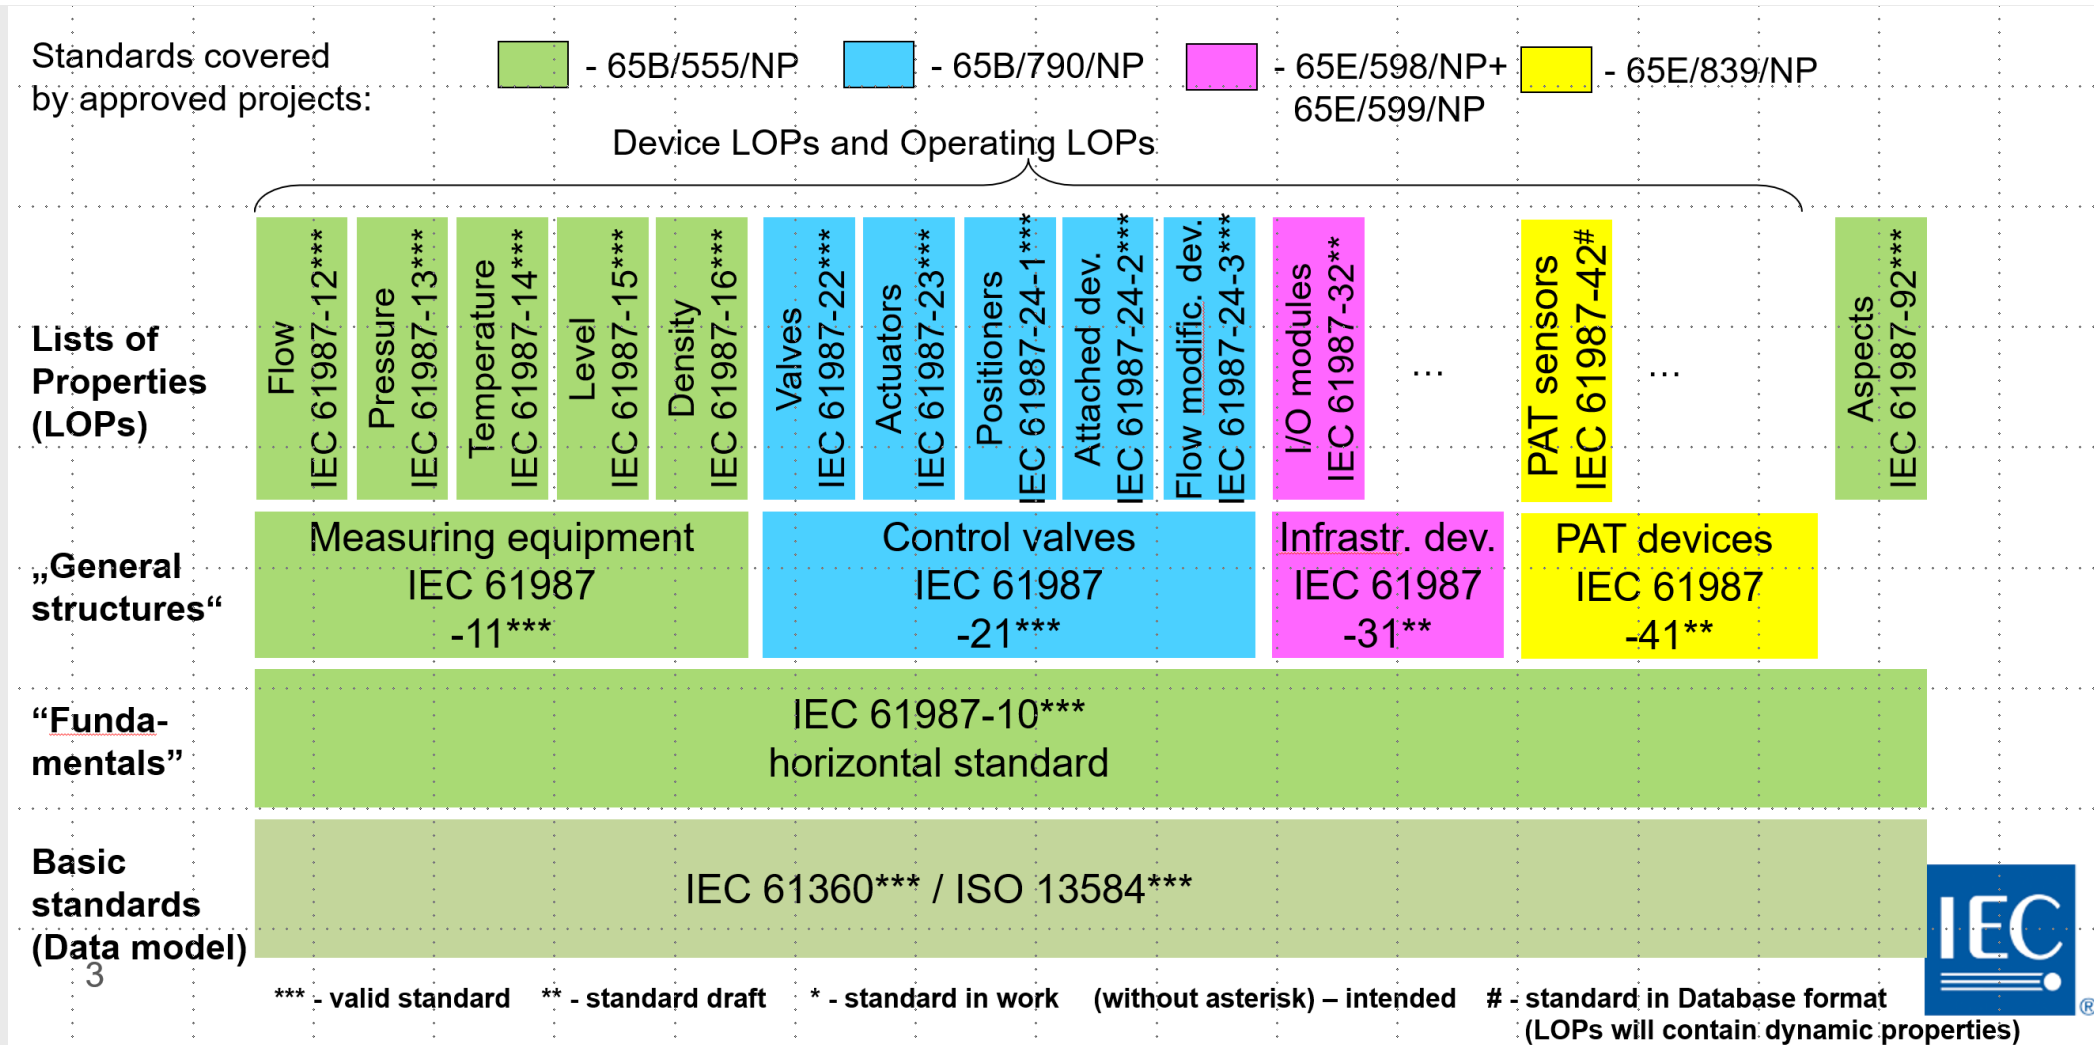 Standards covered
by approved projects:
- 65B/555/NP
- 65B/790/NP
- 65E/598/NP+
65E/599/NP
- 65E/839/NP
Device LOPs and Operating LOPs
Lists of
Properties
(LOPs)
Flow
IEC 61987-12***
Pressure
IEC 61987-13***
Temperature
IEC 61987-14***
Level
IEC 61987-15***
Density
IEC 61987-16***
Valves
IEC 61987-22***
Actuators
IEC 61987-23***
Positioners
IEC 61987-24-1***
Attached dev.
IEC 61987-24-2***
Flow modific. dev.
IEC 61987-24-3***
I/O modules
IEC 61987-32**
...
PAT sensors
IEC 61987-42#
...
Aspects
IEC 61987-92***
„General
structures“
Measuring equipment
IEC 61987
-11***
Control valves
IEC 61987
-21***
Infrastr. dev.
IEC 61987
-31**
PAT devices
IEC 61987
-41**
“Funda-
mentals”
IEC 61987-10***
horizontal standard
Basic
standards
(Data model)
IEC 61360*** / ISO 13584***
IEC
®
3
*** - valid standard
** - standard draft
* - standard in work
(without asterisk) – intended
# - standard in Database format
(LOPs will contain dynamic properties)